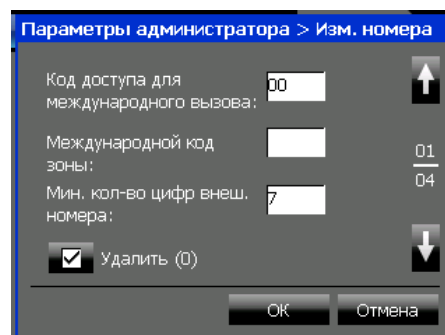 Параметры администратора > Изм. номера
Код доступа для
международного вызова:
00
Международной код
зоны:
01
04
Мин. кол-во цифр внеш.
номера:
7
Удалить (0)
ОК
Отмена